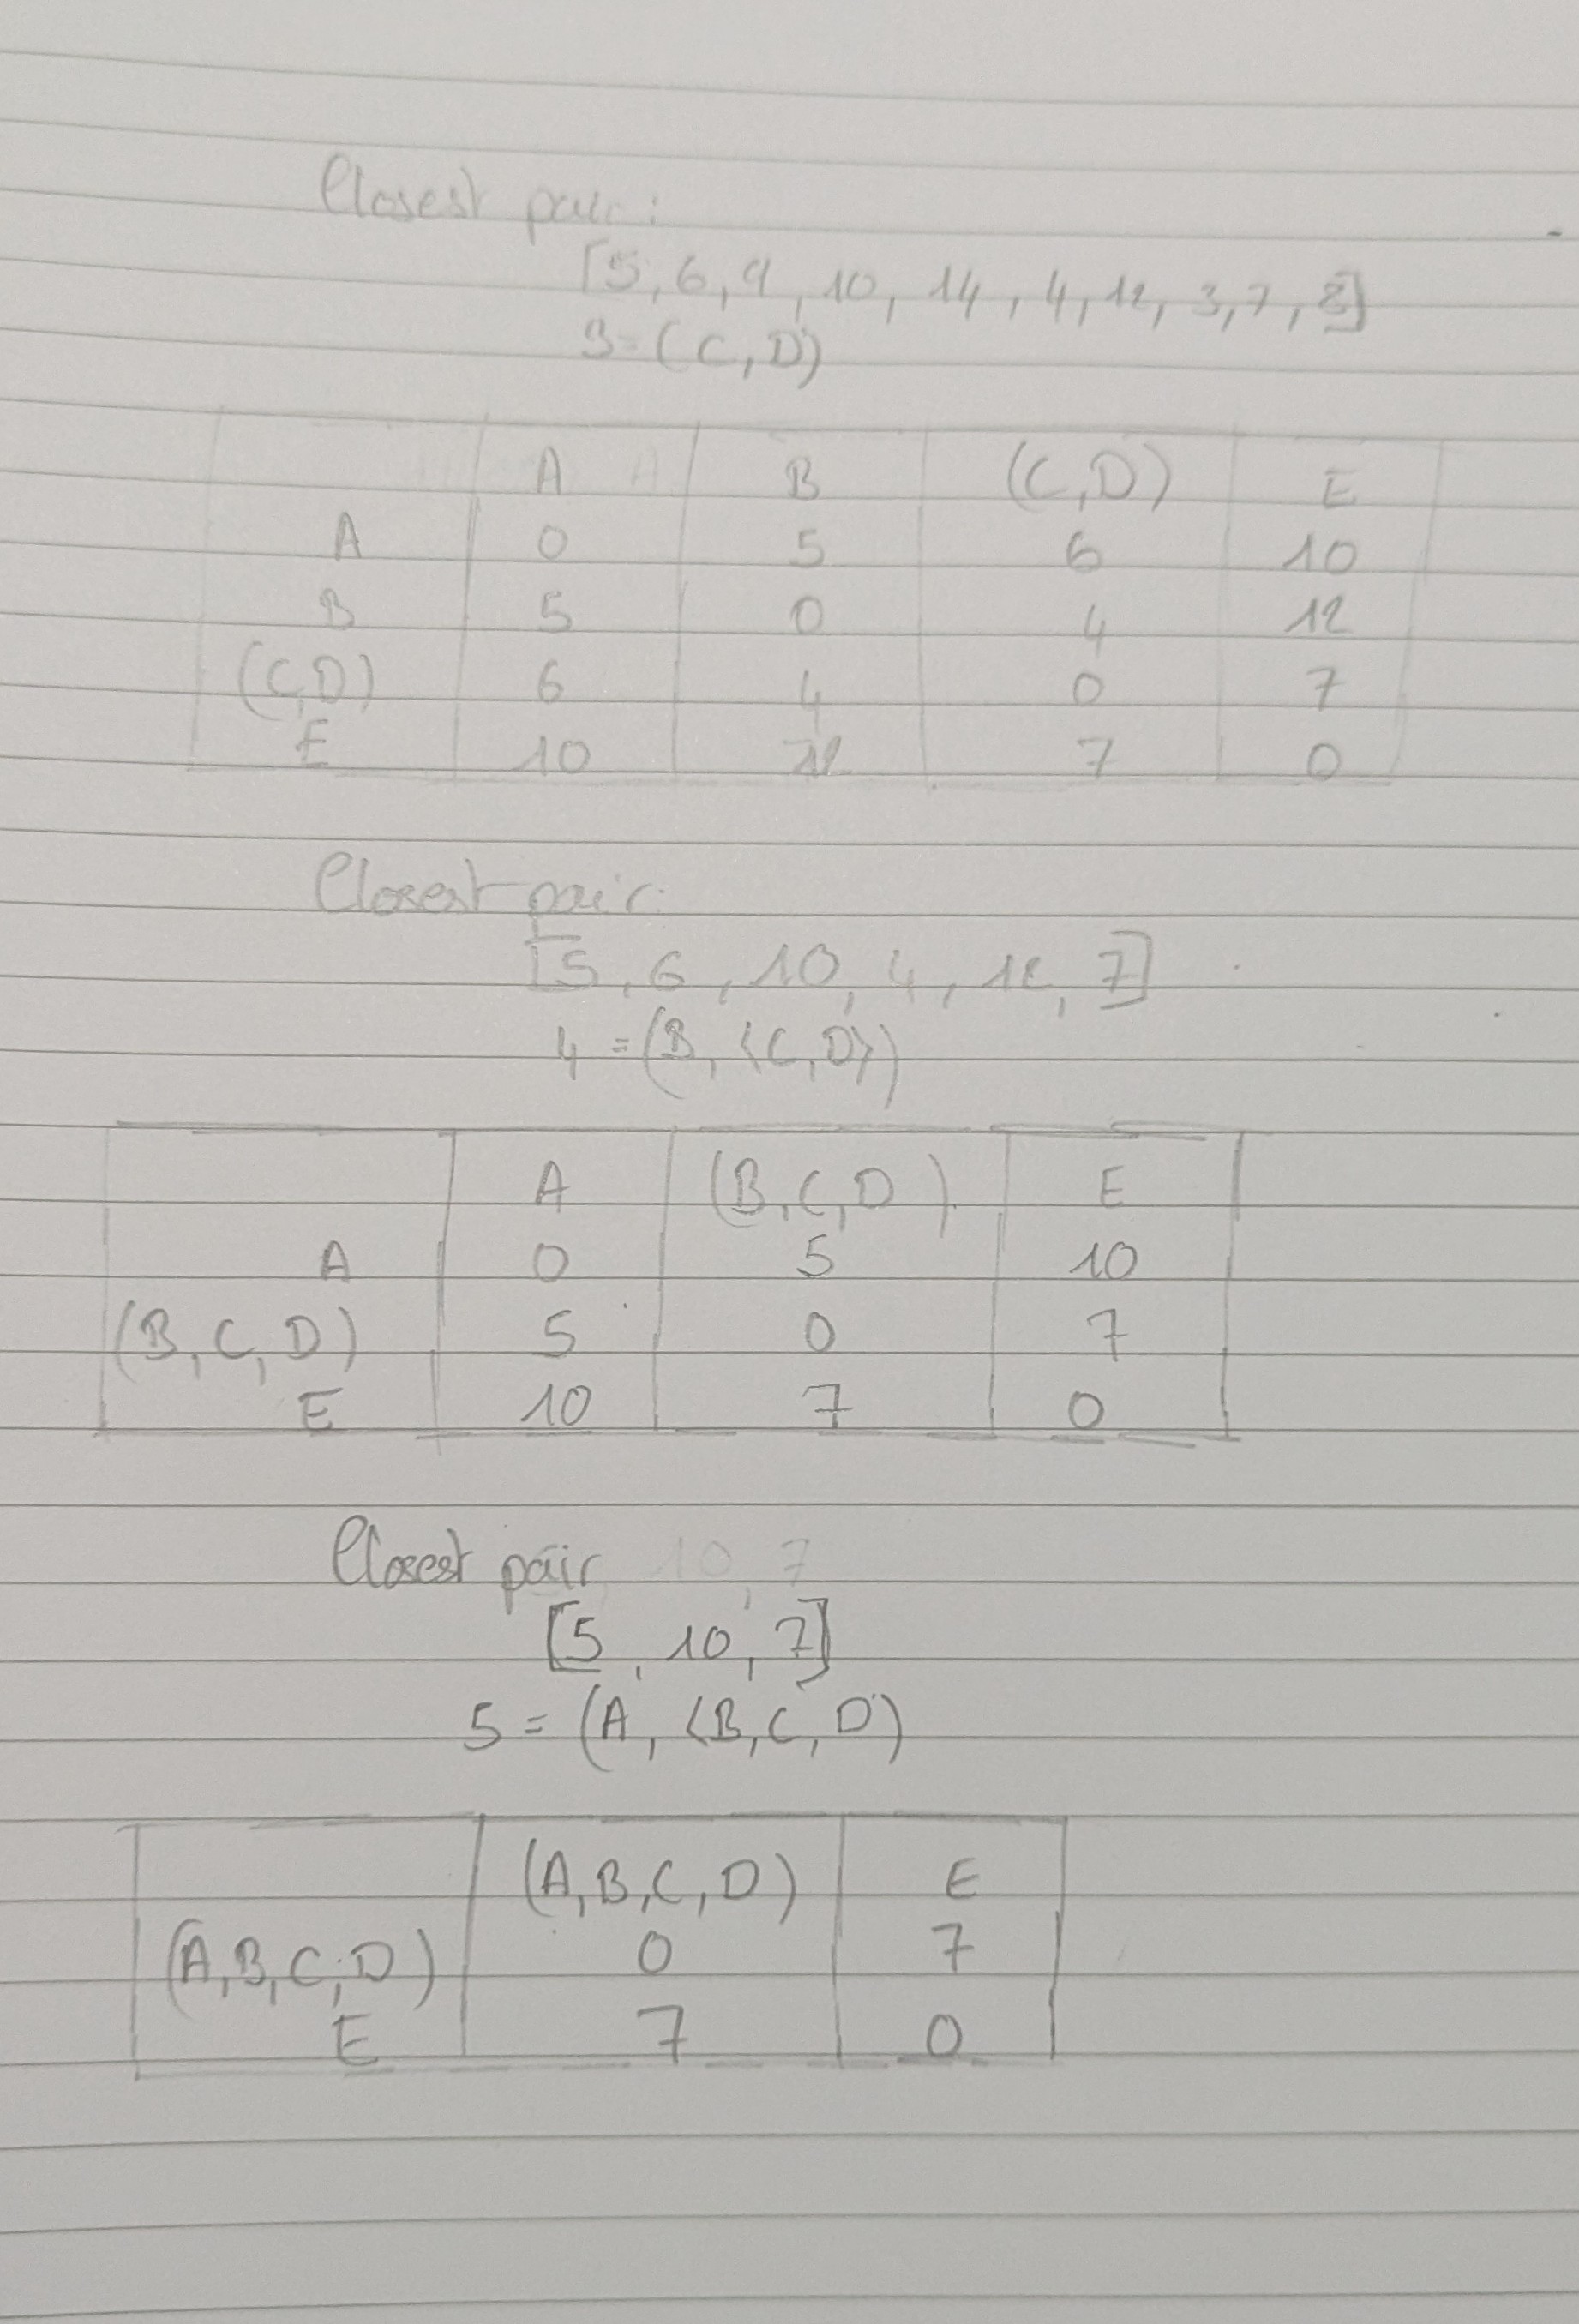 Closest pair:
[5, 6, 9, 10, 14, 4, 12, 3, 7, 8]
3=(C, D)
A B (C,D) E
A 0 5 6 10
B 5 0 4 12
(C,D) 6 4 0 7
E 10 12 7 0
Closest pair:
[5, 6, 10, 4, 12, 7]
4=(B, (C, D))
A (B,C,D) E
A 0 5 10
(B,C,D) 5 0 7
E 10 7 0
Closest pair 10, 7
[5, 10, 7]
5=(A, (B,C,D)
(A,B,C,D) E
(A,B,C,D) 0 7
E 7 0